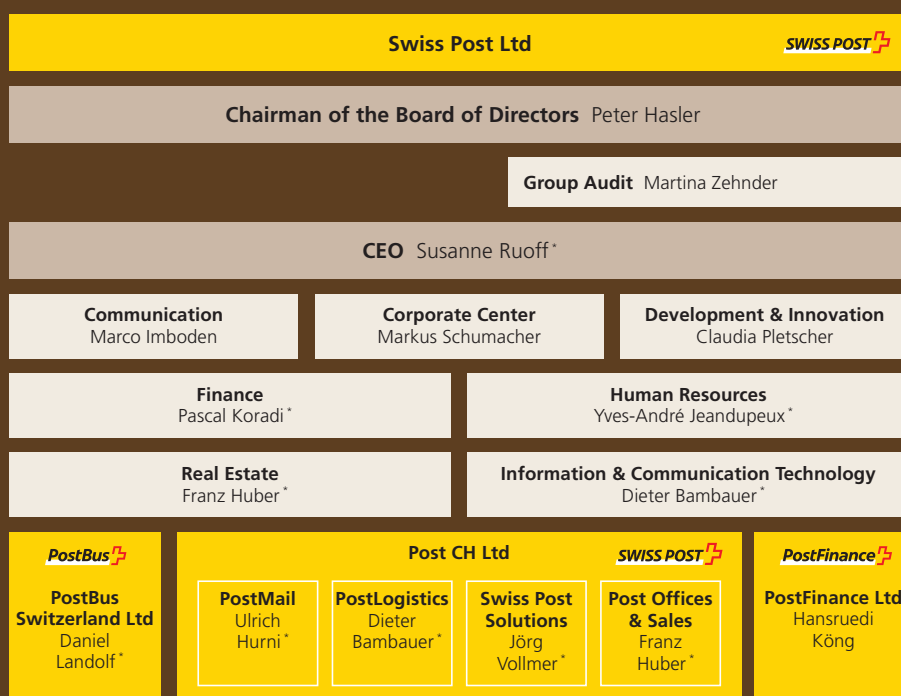 Swiss Post Ltd
SWISS POST
Chairman of the Board of Directors Peter Hasler
Group Audit Martina Zehnder
CEO Susanne Ruoff*
Communication
Marco Imboden
Corporate Center
Markus Schumacher
Development & Innovation
Claudia Pletscher
Finance
Pascal Koradi*
Human Resources
Yves-André Jeandupeux*
Real Estate
Franz Huber*
Information & Communication Technology
Dieter Bambauer*
PostBus
PostBus
Switzerland Ltd
Daniel
Landolf*
Post CH Ltd
SWISS POST
PostMail
Ulrich
Hurni*
PostLogistics
Dieter
Bambauer*
Swiss Post
Solutions
Jörg
Vollmer*
Post Offices
& Sales
Franz
Huber*
PostFinance
PostFinance Ltd
Hansruedi
Köng